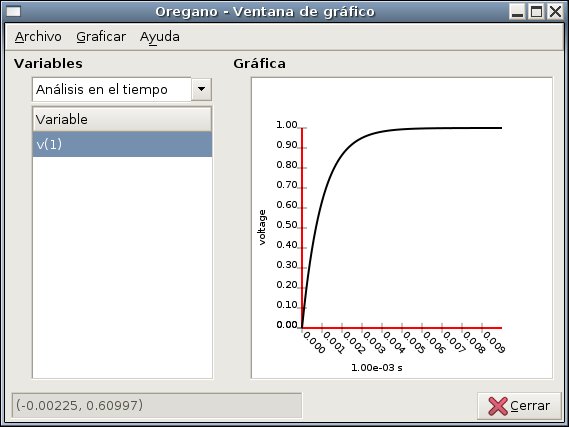 Oregano - Ventana de gráfico
Archivo Graficar Ayuda
Variables
Análisis en el tiempo
Variable
v(1)
Gráfica
1.00
0.90
0.80
0.70
0.60
0.50
0.40
0.30
0.20
0.10
0.00
voltage
0.000 0.001 0.002 0.003 0.004 0.005 0.006 0.007 0.008 0.009
1.00e-03 s
(-0.00225, 0.60997)
Cerrar